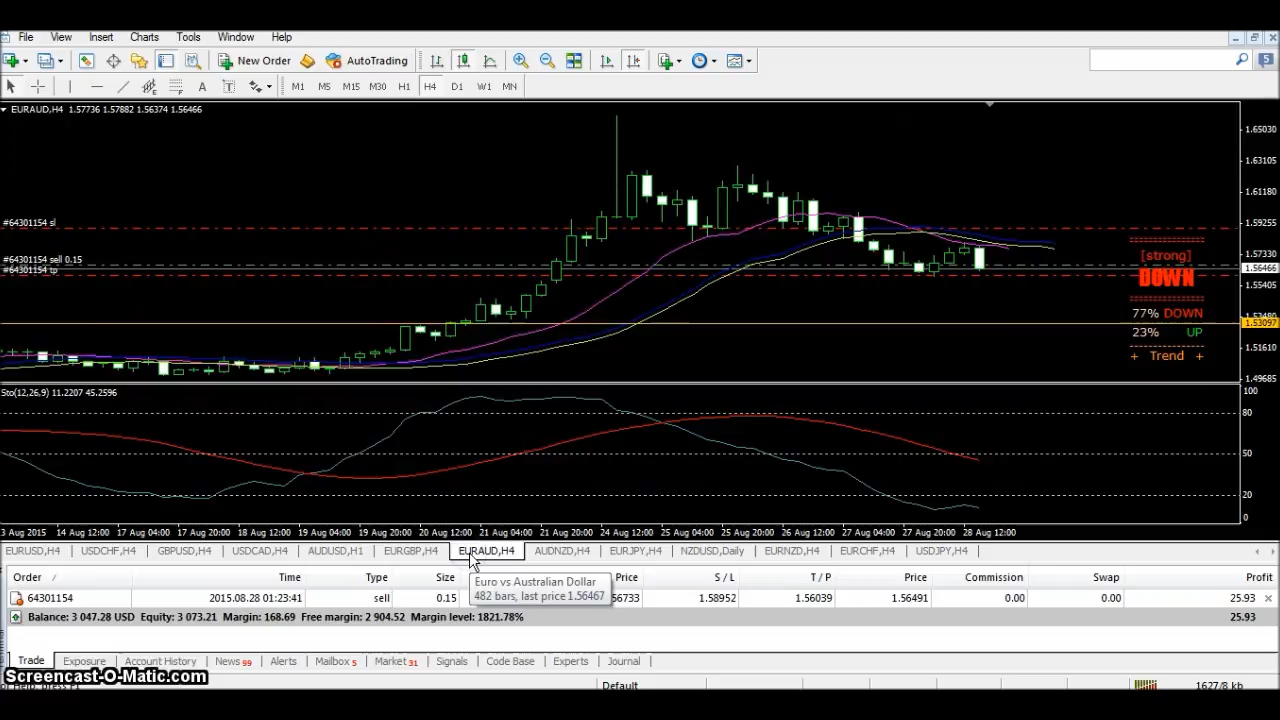 File View Insert Charts Tools Window Help
New Order AutoTrading 5
A T M1 M5 M15 M30 H1 H4 D1 W1 MN
EURAUD,H4 1.57736 1.57882 1.56374 1.56466
1.65030
1.63105
1.61180
#64301154 sl
1.59255
1.57330
[strong]
#64301154 sell 0.15
#64301154 tp
1.56466
DOWN
1.55405
77% DOWN
1.53480
1.53097
23% UP
1.51610
+ Trend +
1.49685
Sto(12,26,9) 11.2207 45.2596
100
80
50
20
0
3 Aug 2015 14 Aug 12:00 17 Aug 04:00 17 Aug 20:00 18 Aug 12:00 19 Aug 04:00 19 Aug 20:00 20 Aug 12:00 21 Aug 04:00 21 Aug 20:00 24 Aug 12:00 25 Aug 04:00 25 Aug 20:00 26 Aug 12:00 27 Aug 04:00 27 Aug 20:00 28 Aug 12:00
EURUSD,H4 USDCHF,H4 GBPUSD,H4 USDCAD,H4 AUDUSD,H1 EURGBP,H4 EURAUD,H4 AUDNZD,H4 EURJPY,H4 NZDUSD,Daily EURNZD,H4 EURCHF,H4 USDJPY,H4
Order Time Type Size Price S / L T / P Price Commission Swap Profit
Euro vs Australian Dollar
482 bars, last price 1.56467
64301154 2015.08.28 01:23:41 sell 0.15 56733 1.58952 1.56039 1.56491 0.00 0.00 25.93
Balance: 3 047.28 USD Equity: 3 073.21 Margin: 168.69 Free margin: 2 904.52 Margin level: 1821.78% 25.93
Trade Exposure Account History News 99 Alerts Mailbox 5 Market 31 Signals Code Base Experts Journal
Screencast-O-Matic.com
Default 1627/8 kb